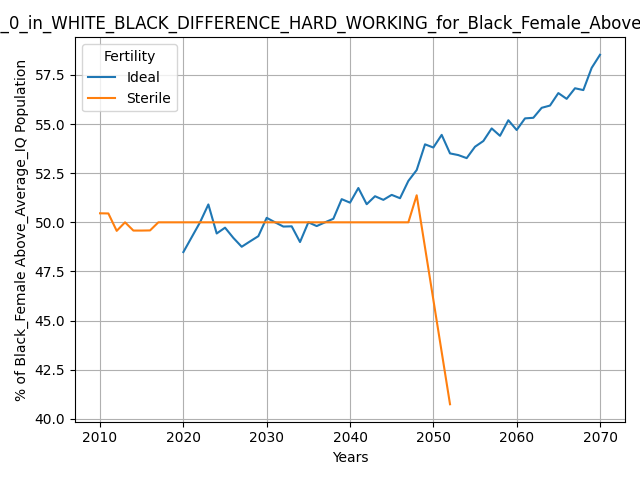 _0_in_WHITE_BLACK_DIFFERENCE_HARD_WORKING_for_Black_Female_Above
% of Black_Female Above_Average_IQ Population
Fertility
Ideal
Sterile
57.5
55.0
52.5
50.0
47.5
45.0
42.5
40.0
2010 2020 2030 2040 2050 2060 2070
Years